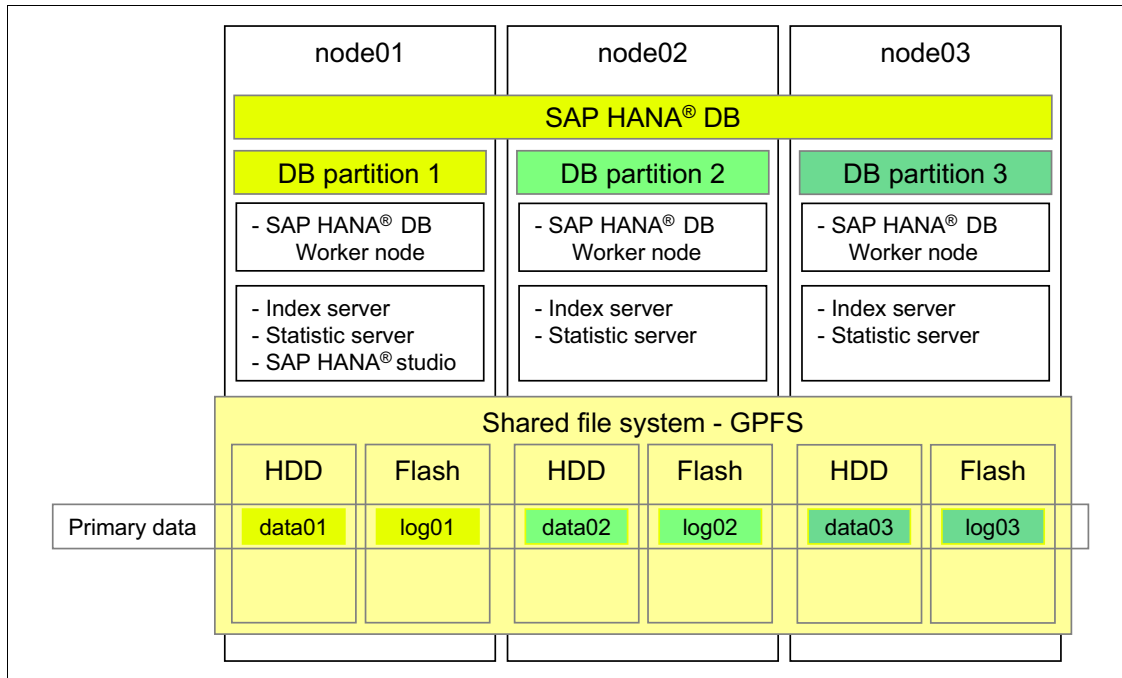 node01
node02
node03
SAP HANA® DB
DB partition 1
DB partition 2
DB partition 3
- SAP HANA® DB
Worker node
- SAP HANA® DB
Worker node
- SAP HANA® DB
Worker node
- Index server
- Statistic server
- SAP HANA® studio
- Index server
- Statistic server
- Index server
- Statistic server
Shared file system - GPFS
HDD
Flash
HDD
Flash
HDD
Flash
Primary data
data01
log01
data02
log02
data03
log03